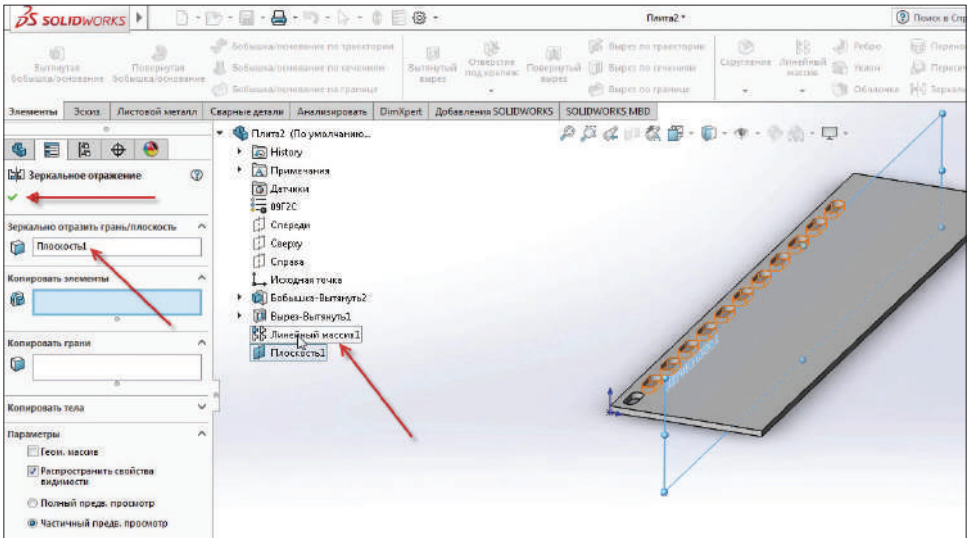 SOLIDWORKS
Плита2 *
Поиск в Спр
Вытянутая бобышка/основание
Повернутая бобышка/основание
Бобышка/основание по траектории
Бобышка/основание по сечениям
Бобышка/основание на границе
Вытянутый вырез
Отверстие под крепеж
Повернутый вырез
Вырез по траектории
Вырез по сечениям
Вырез по границе
Скругление
Линейный массив
Ребро
Уклон
Оболочка
Перено
Пересе
Зеркаль
Элементы Эскиз Листовой металл Сварные детали Анализировать DimXpert Добавления SOLIDWORKS SOLIDWORKS MBD
Зеркальное отражение
Зеркально отразить грань/плоскость
Плоскость1
Копировать элементы
Копировать грани
Копировать тела
Параметры
Геом. массив
Распространить свойства
видимости
Полный предв. просмотр
Частичный предв. просмотр
Плита2 (По умолчанию...
History
Примечания
Датчики
09Г2С
Спереди
Сверху
Справа
Исходная точка
Бобышка-Вытянуть2
Вырез-Вытянуть1
Линейный массив1
Плоскость1